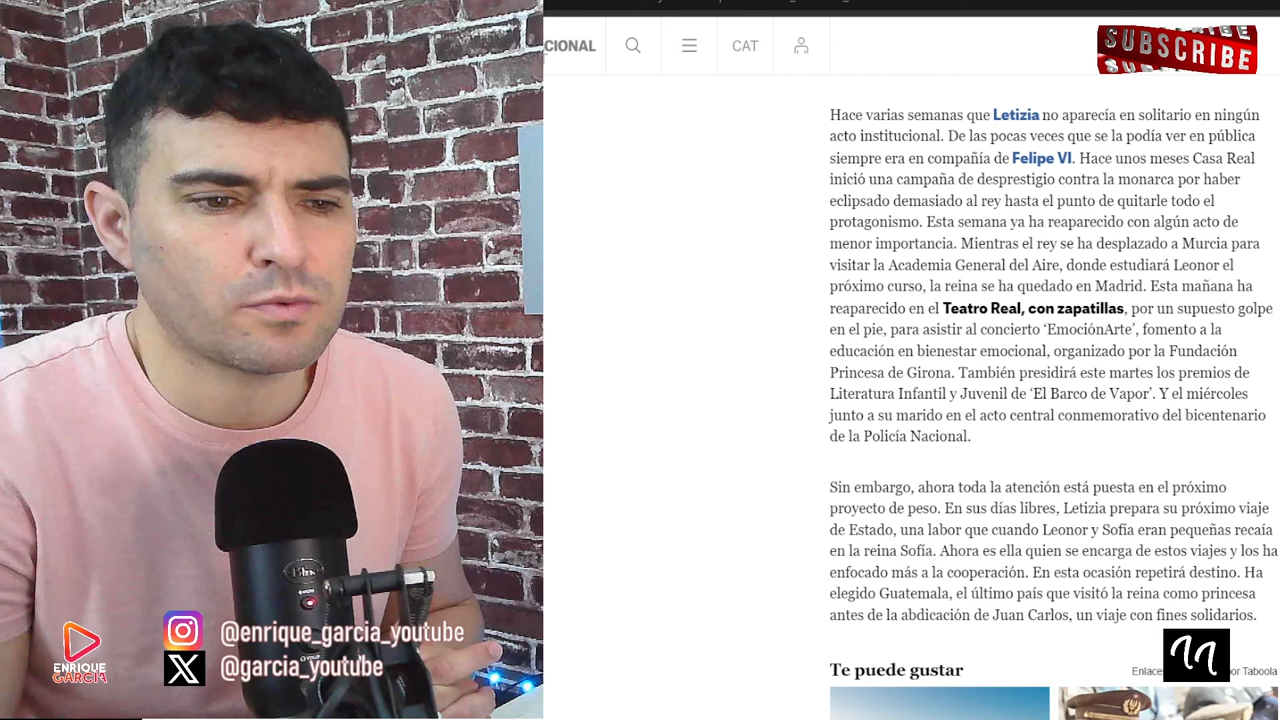 CIONAL
CAT
SUBSCRIBE
Hace varias semanas que Letizia no aparecía en solitario en ningún
acto institucional. De las pocas veces que se la podía ver en pública
siempre era en compañía de Felipe VI. Hace unos meses Casa Real
inició una campaña de desprestigio contra la monarca por haber
eclipsado demasiado al rey hasta el punto de quitarle todo el
protagonismo. Esta semana ya ha reaparecido con algún acto de
menor importancia. Mientras el rey se ha desplazado a Murcia para
visitar la Academia General del Aire, donde estudiará Leonor el
próximo curso, la reina se ha quedado en Madrid. Esta mañana ha
reaparecido en el Teatro Real, con zapatillas, por un supuesto golpe
en el pie, para asistir al concierto ‘EmociónArte’, fomento a la
educación en bienestar emocional, organizado por la Fundación
Princesa de Girona. También presidirá este martes los premios de
Literatura Infantil y Juvenil de ‘El Barco de Vapor’. Y el miércoles
junto a su marido en el acto central conmemorativo del bicentenario
de la Policía Nacional.
Sin embargo, ahora toda la atención está puesta en el próximo
proyecto de peso. En sus días libres, Letizia prepara su próximo viaje
de Estado, una labor que cuando Leonor y Sofía eran pequeñas recaía
en la reina Sofía. Ahora es ella quien se encarga de estos viajes y los ha
enfocado más a la cooperación. En esta ocasión repetirá destino. Ha
elegido Guatemala, el último país que visitó la reina como princesa
antes de la abdicación de Juan Carlos, un viaje con fines solidarios.
Te puede gustar
Enlaces
or Taboola
Blue
@enrique_garcia_youtube
@garcia_youtube
ENRIQUE
GARCIA